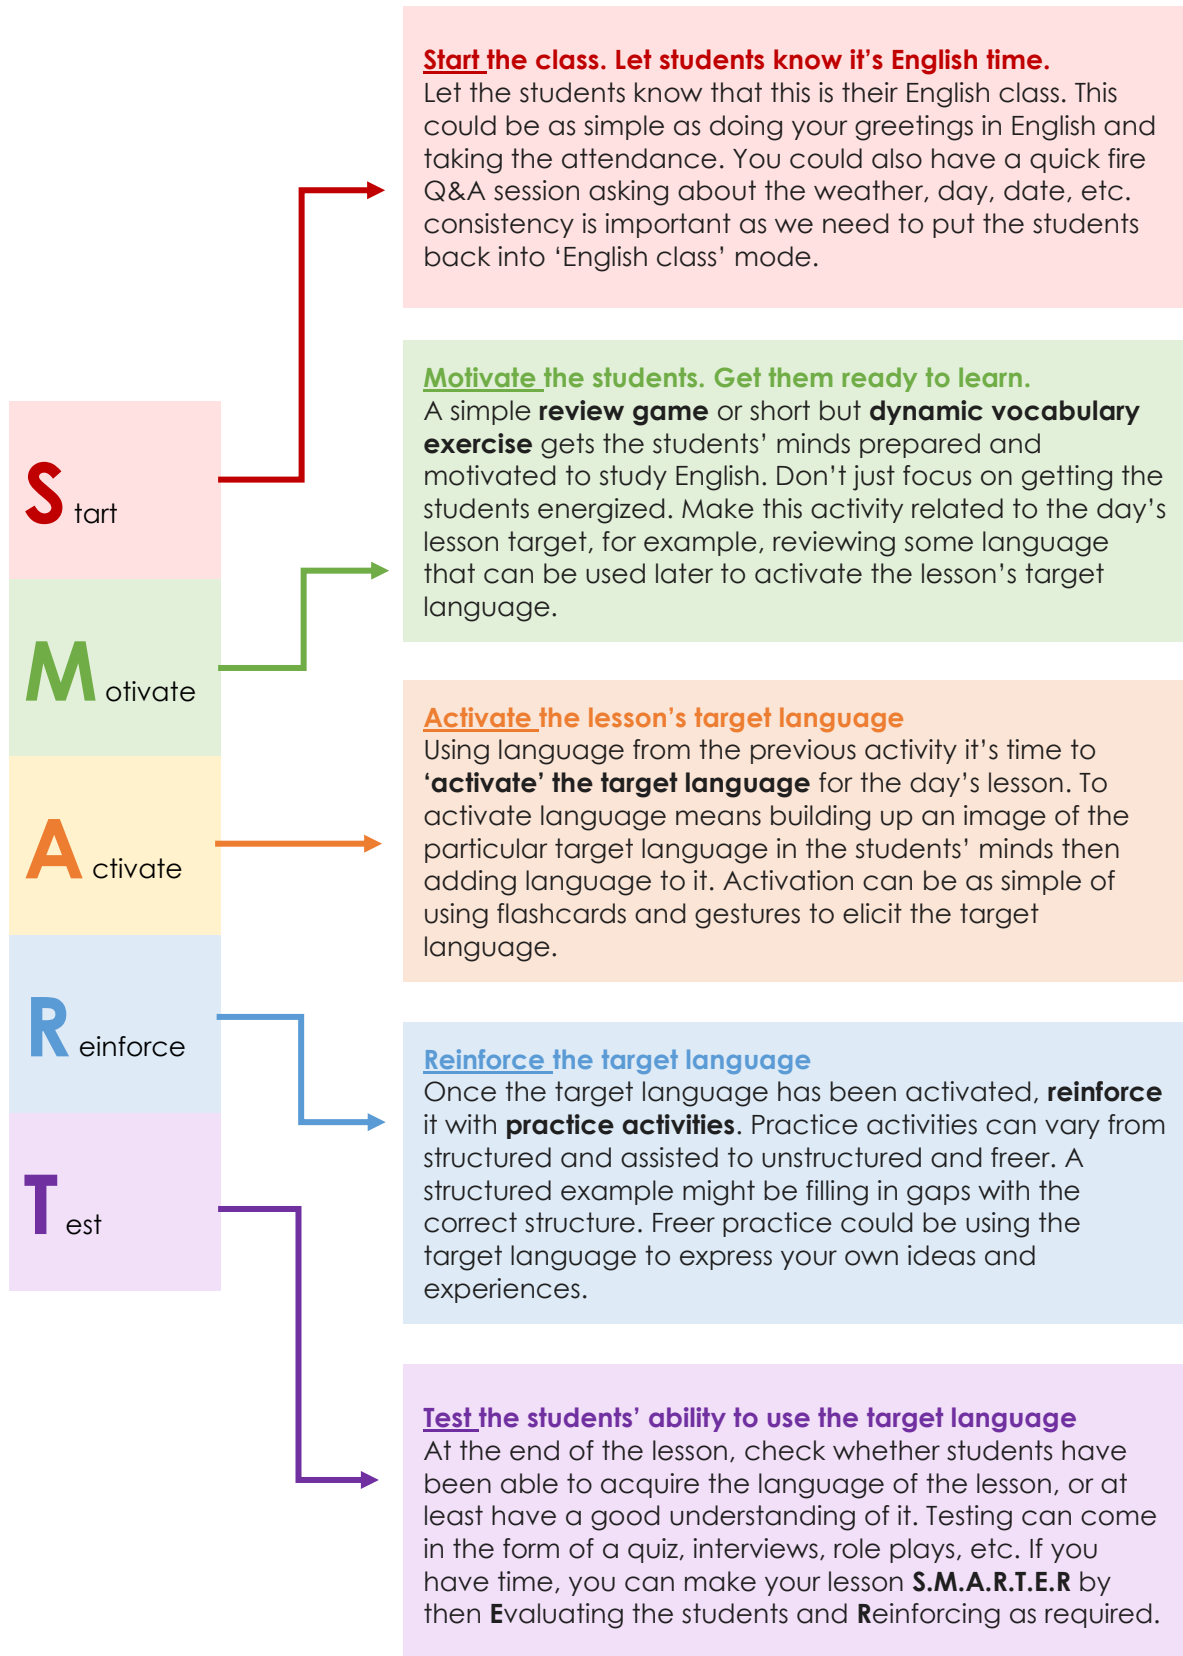 Start the class. Let students know it's English time.
Let the students know that this is their English class. This
could be as simple as doing your greetings in English and
taking the attendance. You could also have a quick fire
Q&A session asking about the weather, day, date, etc.
consistency is important as we need to put the students
back into ‘English class’ mode.
Motivate the students. Get them ready to learn.
A simple review game or short but dynamic vocabulary
exercise gets the students’ minds prepared and
motivated to study English. Don’t just focus on getting the
students energized. Make this activity related to the day’s
lesson target, for example, reviewing some language
that can be used later to activate the lesson’s target
language.
Activate the lesson’s target language
Using language from the previous activity it’s time to
‘activate’ the target language for the day’s lesson. To
activate language means building up an image of the
particular target language in the students’ minds then
adding language to it. Activation can be as simple of
using flashcards and gestures to elicit the target
language.
Reinforce the target language
Once the target language has been activated, reinforce
it with practice activities. Practice activities can vary from
structured and assisted to unstructured and freer. A
structured example might be filling in gaps with the
correct structure. Freer practice could be using the
target language to express your own ideas and
experiences.
Test the students’ ability to use the target language
At the end of the lesson, check whether students have
been able to acquire the language of the lesson, or at
least have a good understanding of it. Testing can come
in the form of a quiz, interviews, role plays, etc. If you
have time, you can make your lesson S.M.A.R.T.E.R by
then Evaluating the students and Reinforcing as required.
Start
Motivate
Activate
Reinforce
Test